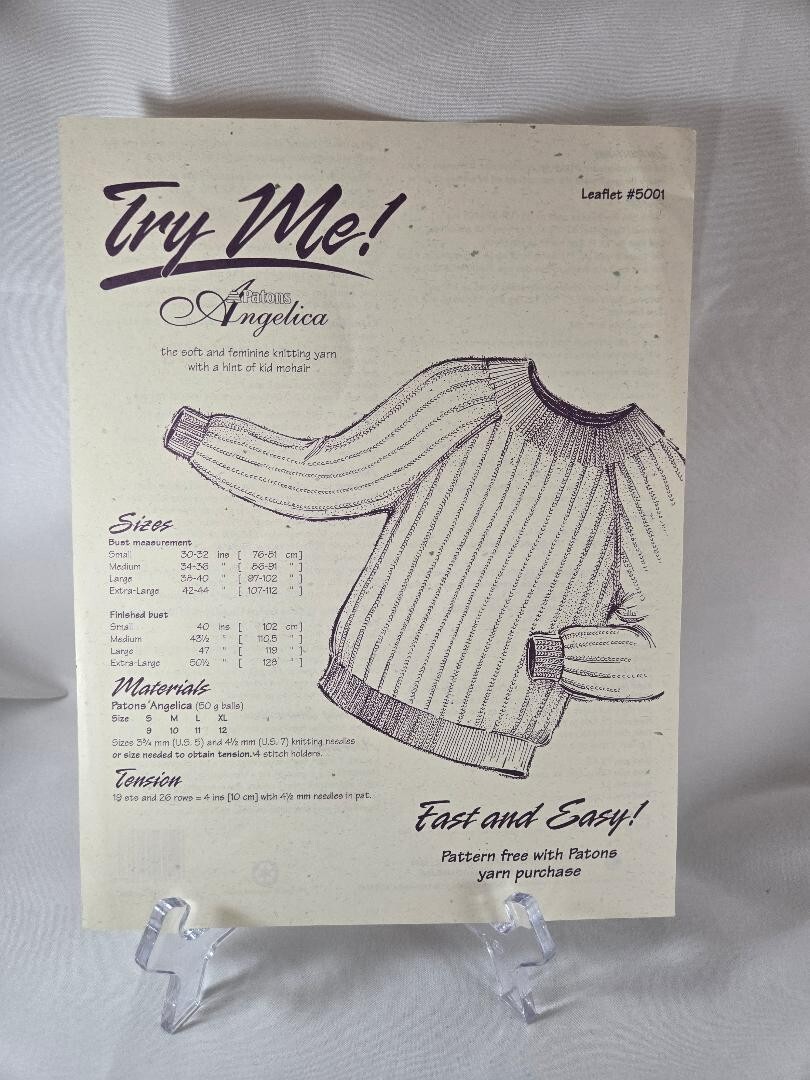 Leaflet #5001
Try Me!
Patons
Angelica
the soft and feminine knitting yarn
with a hint of kid mohair
Sizes
Bust measurement
Small 30-32 ins [ 76-81 cm]
Medium 34-36 " [ 86-91 " ]
Large 38-40 " [ 97-102 " ]
Extra-Large 42-44 " [ 107-112 " ]
Finished bust
Small 40 ins [ 102 cm]
Medium 43½ " [ 110.5 " ]
Large 47 " [ 119 " ]
Extra-Large 50½ " [ 128 " ]
Materials
Patons Angelica (50 g balls)
Size S M L XL
9 10 11 12
Sizes 3¾ mm (U.S. 5) and 4½ mm (U.S. 7) knitting needles
or size needed to obtain tension. 4 stitch holders.
Tension
19 sts and 26 rows = 4 ins [10 cm] with 4½ mm needles in pat.
Fast and Easy!
Pattern free with Patons
yarn purchase